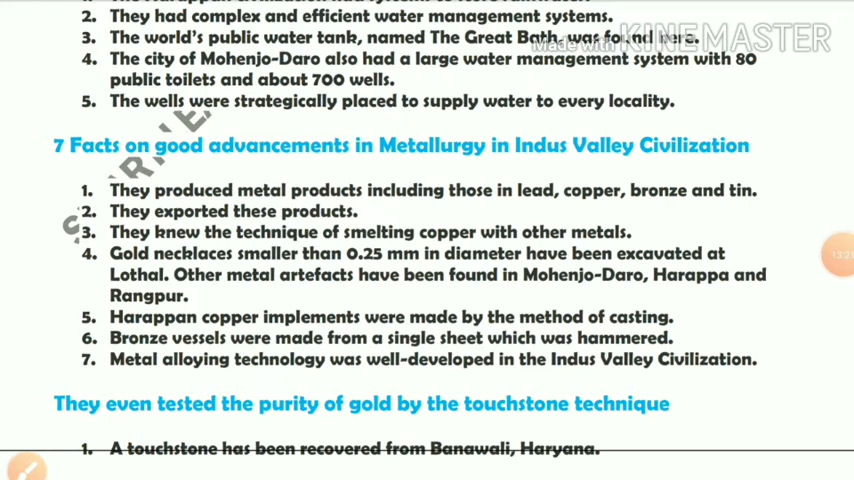 2. They had complex and efficient water management systems.
3. The world's public water tank, named The Great Bath, was found here.
Made with KINEMASTER
4. The city of Mohenjo-Daro also had a large water management system with 80
public toilets and about 700 wells.
5. The wells were strategically placed to supply water to every locality.
7 Facts on good advancements in Metallurgy in Indus Valley Civilization
1. They produced metal products including those in lead, copper, bronze and tin.
2. They exported these products.
3. They knew the technique of smelting copper with other metals.
4. Gold necklaces smaller than 0.25 mm in diameter have been excavated at
Lothal. Other metal artefacts have been found in Mohenjo-Daro, Harappa and
Rangpur.
5. Harappan copper implements were made by the method of casting.
6. Bronze vessels were made from a single sheet which was hammered.
7. Metal alloying technology was well-developed in the Indus Valley Civilization.
They even tested the purity of gold by the touchstone technique
1. A touchstone has been recovered from Banawali, Haryana.